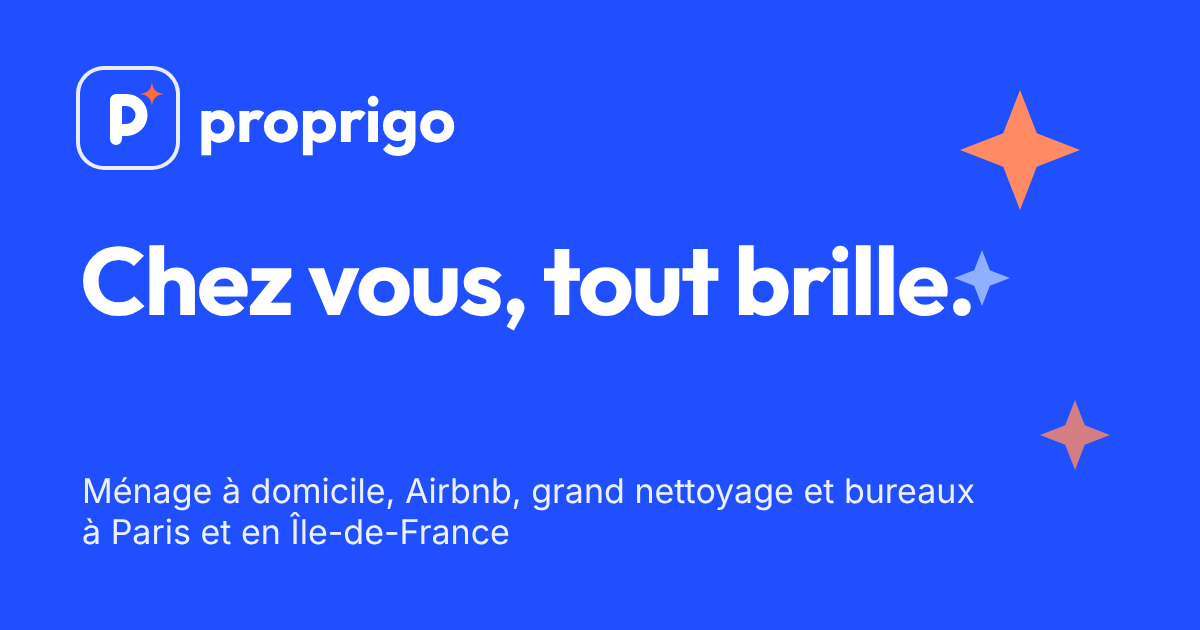 P
proprigo
Chez vous, tout brille.
Ménage à domicile, Airbnb, grand nettoyage et bureaux
à Paris et en Île-de-France